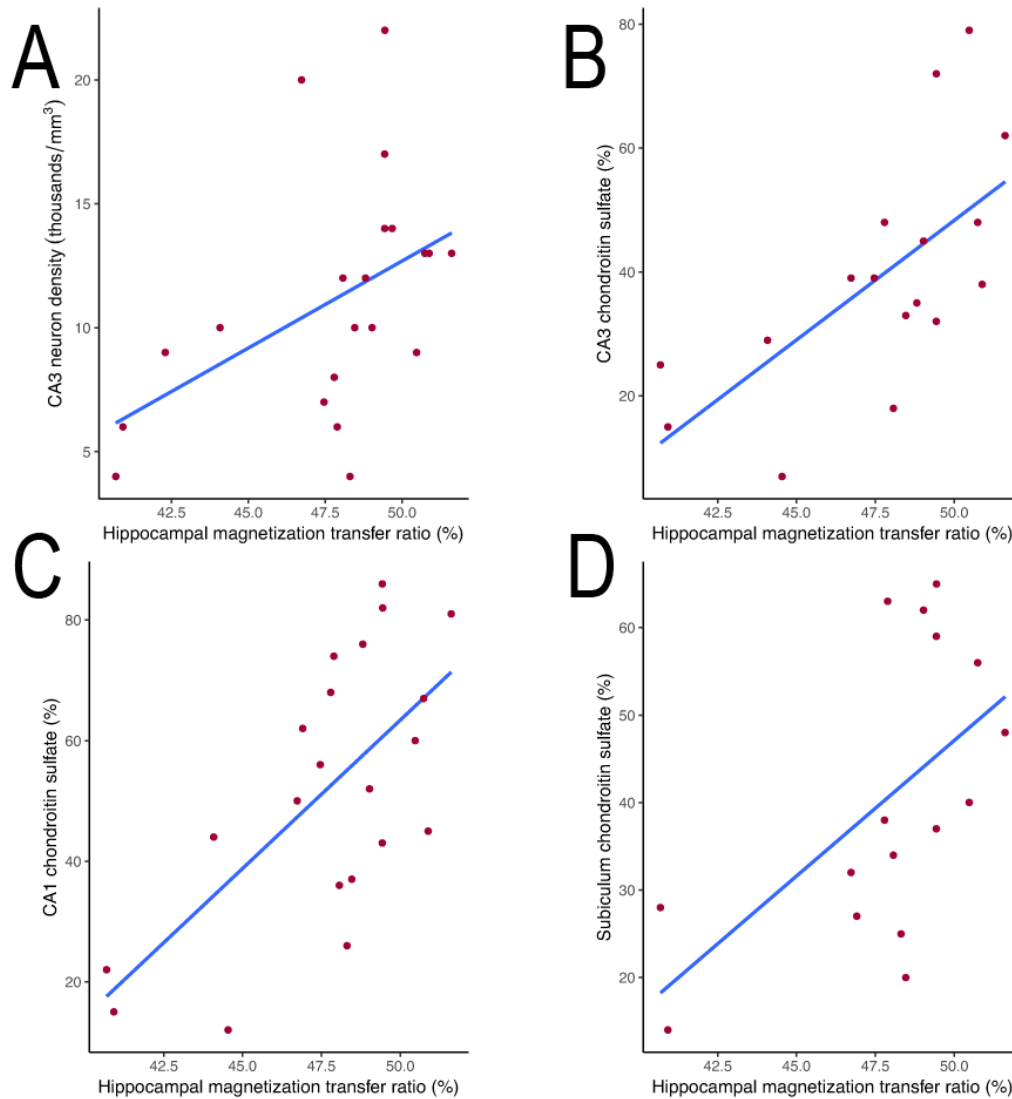 A
CA3 neuron density (thousands/mm³)
20
15
10
5
42.5 45.0 47.5 50.0
Hippocampal magnetization transfer ratio (%)
B
CA3 chondroitin sulfate (%)
80
60
40
20
42.5 45.0 47.5 50.0
Hippocampal magnetization transfer ratio (%)
C
CA1 chondroitin sulfate (%)
80
60
40
20
42.5 45.0 47.5 50.0
Hippocampal magnetization transfer ratio (%)
D
Subiculum chondroitin sulfate (%)
60
50
40
30
20
42.5 45.0 47.5 50.0
Hippocampal magnetization transfer ratio (%)